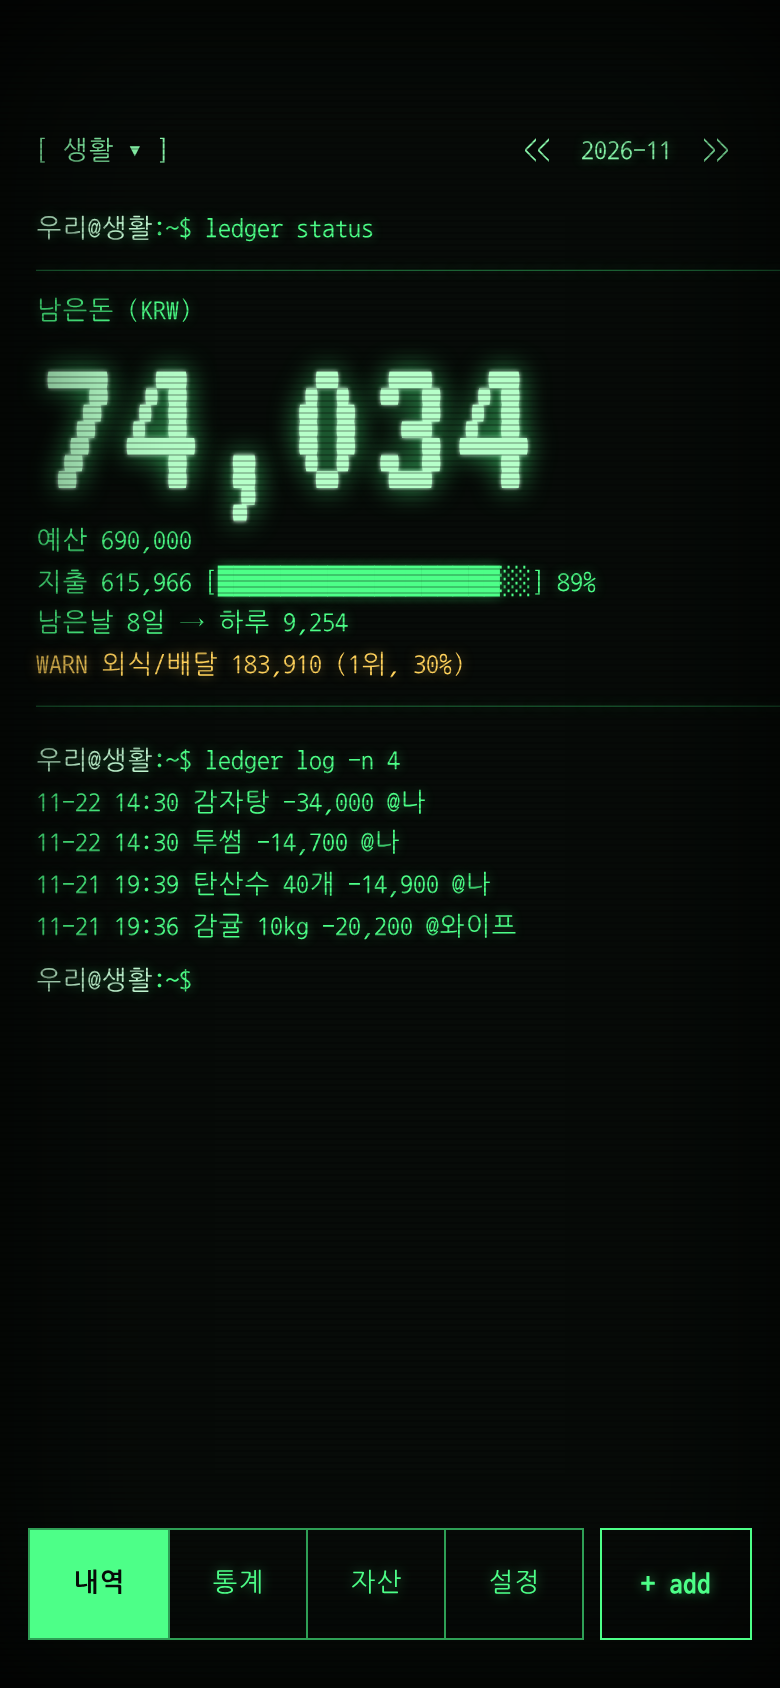 [ 생활 ▾ ]
« 2026-11 »
우리@생활:~$ ledger status
남은돈 (KRW)
74,034
예산 690,000
지출 615,966 [██████████████████████░░] 89%
남은날 8일 → 하루 9,254
WARN 외식/배달 183,910 (1위, 30%)
우리@생활:~$ ledger log -n 4
11-22 14:30 감자탕 -34,000 @나
11-22 14:30 투썸 -14,700 @나
11-21 19:39 탄산수 40개 -14,900 @나
11-21 19:36 감귤 10kg -20,200 @와이프
우리@생활:~$
내역 통계 자산 설정 + add